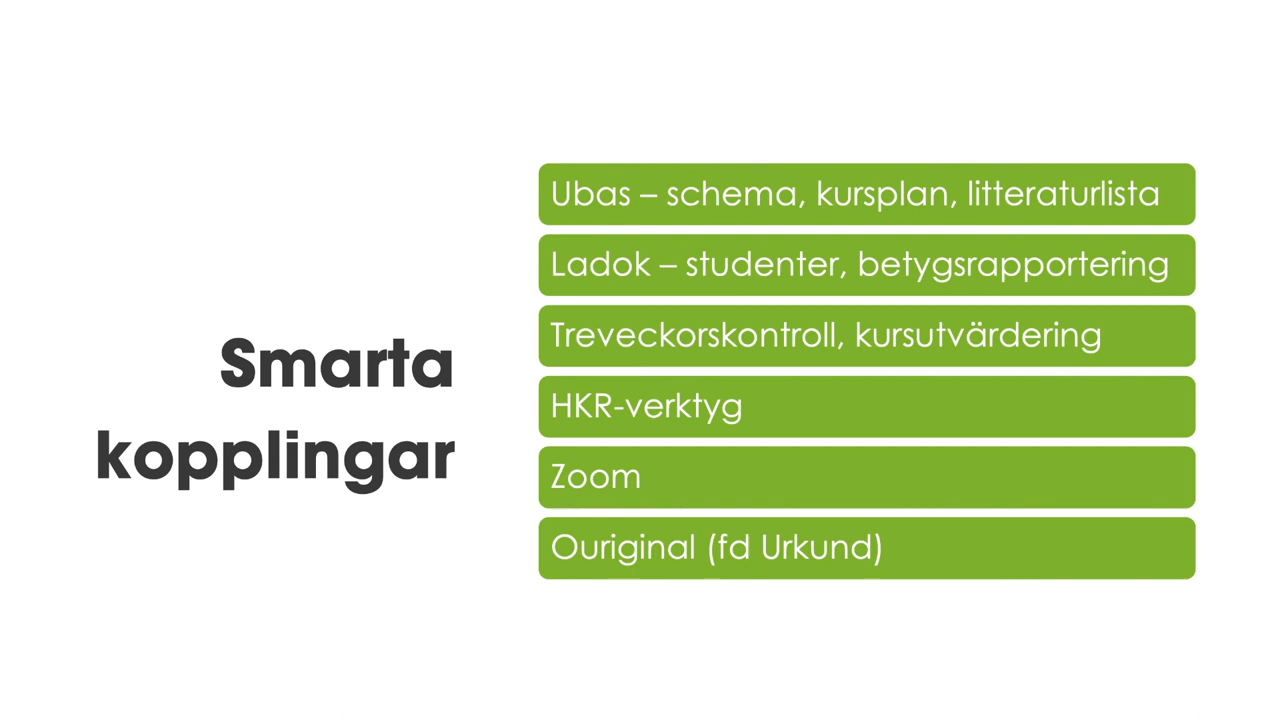 Smarta
kopplingar
Ubas – schema, kursplan, litteraturlista
Ladok – studenter, betygsrapportering
Treveckorskontroll, kursutvärdering
HKR-verktyg
Zoom
Ouriginal (fd Urkund)